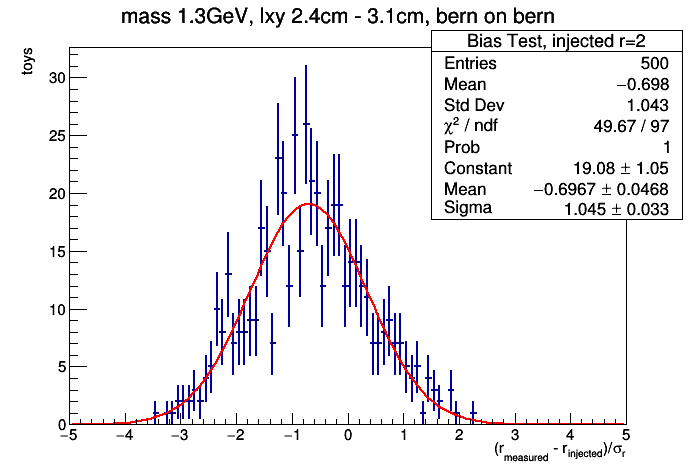 mass 1.3GeV, lxy 2.4cm - 3.1cm, bern on bern
Bias Test, injected r=2
Entries 500
Mean −0.698
Std Dev 1.043
χ² / ndf 49.67 / 97
Prob 1
Constant 19.08 ± 1.05
Mean −0.6967 ± 0.0468
Sigma 1.045 ± 0.033
toys
30
25
20
15
10
5
0
−5 −4 −3 −2 −1 0 1 2 3 4 5
(r_measured - r_injected)/σ_r